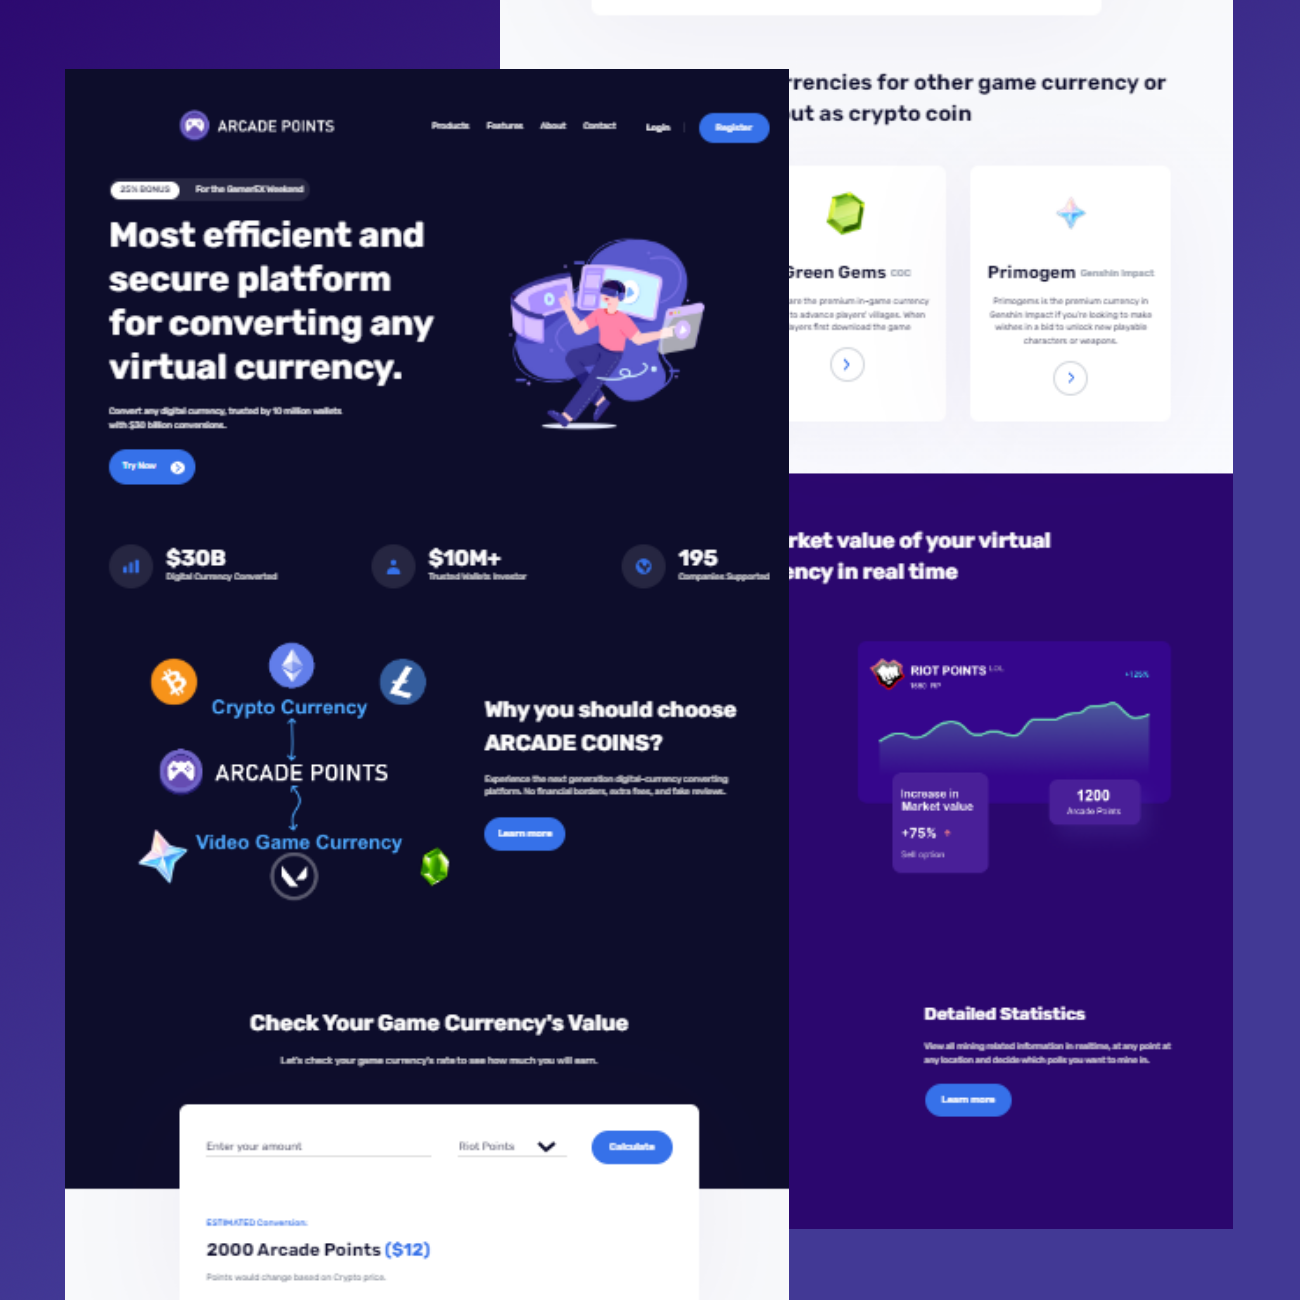 ARCADE POINTS
Products Features About Contact Login Register
25% BONUS For the GamerEX Weekend
Most efficient and
secure platform
for converting any
virtual currency.
Convert any digital currency, trusted by 10 million wallets
with $30 billion conversions.
Try Now
$30B
Digital Currency Converted
$10M+
Trusted Wallets Investor
195
Companies Supported
Crypto Currency
ARCADE POINTS
Video Game Currency
Why you should choose
ARCADE COINS?
Experience the next generation digital-currency converting
platform. No financial borders, extra fees, and fake reviews.
Learn more
Check Your Game Currency's Value
Let's check your game currency's rate to see how much you will earn.
Enter your amount Riot Points Calculate
ESTIMATED Conversion:
2000 Arcade Points ($12)
Points would change based on Crypto price.
rrencies for other game currency or
out as crypto coin
Green Gems COC
are the premium in-game currency
to advance players' villages. When
ayers first download the game
Primogem Genshin Impact
Primogems is the premium currency in
Genshin Impact if you're looking to make
wishes in a bid to unlock new playable
characters or weapons.
rket value of your virtual
ency in real time
RIOT POINTS LOL
1680 RP
+125%
Increase in
Market value
+75%
Sell option
1200
Arcade Points
Detailed Statistics
View all mining related information in realtime, at any point at
any location and decide which polls you want to mine in.
Learn more